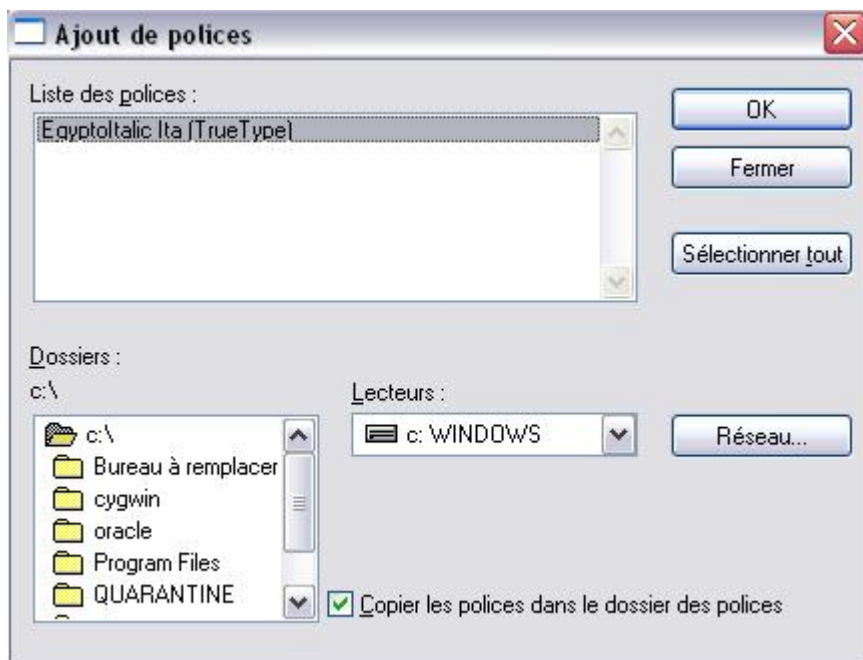 Ajout de polices
Liste des polices :
EgyptoItalic Ita (TrueType)
OK
Fermer
Sélectionner tout
Dossiers :
c:\
Lecteurs :
c:\
Bureau à remplacer
cygwin
oracle
Program Files
QUARANTINE
c: WINDOWS
Réseau...
Copier les polices dans le dossier des polices